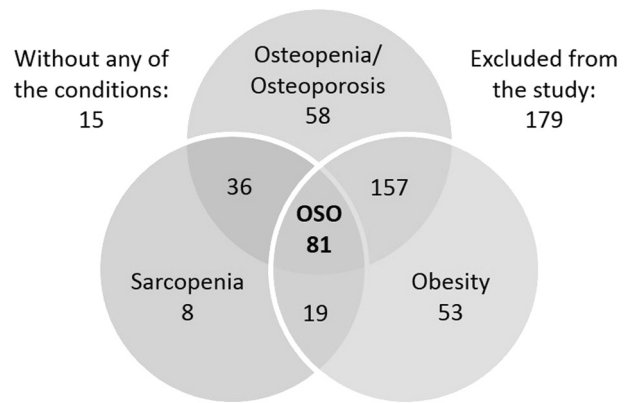 Without any of
the conditions:
15
Osteopenia/
Osteoporosis
58
Excluded from
the study:
179
36
157
OSO
81
Sarcopenia
8
19
Obesity
53